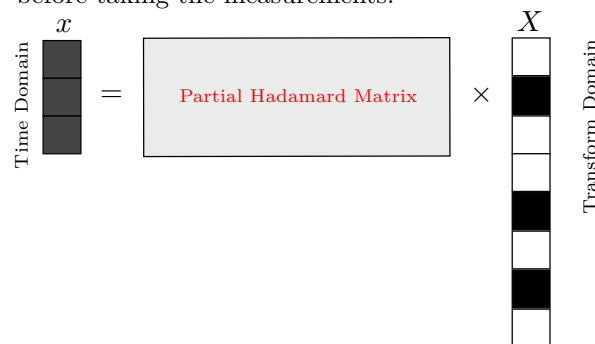 before taking the measurements.
x
X
Time Domain
=
Partial Hadamard Matrix
×
Transform Domain